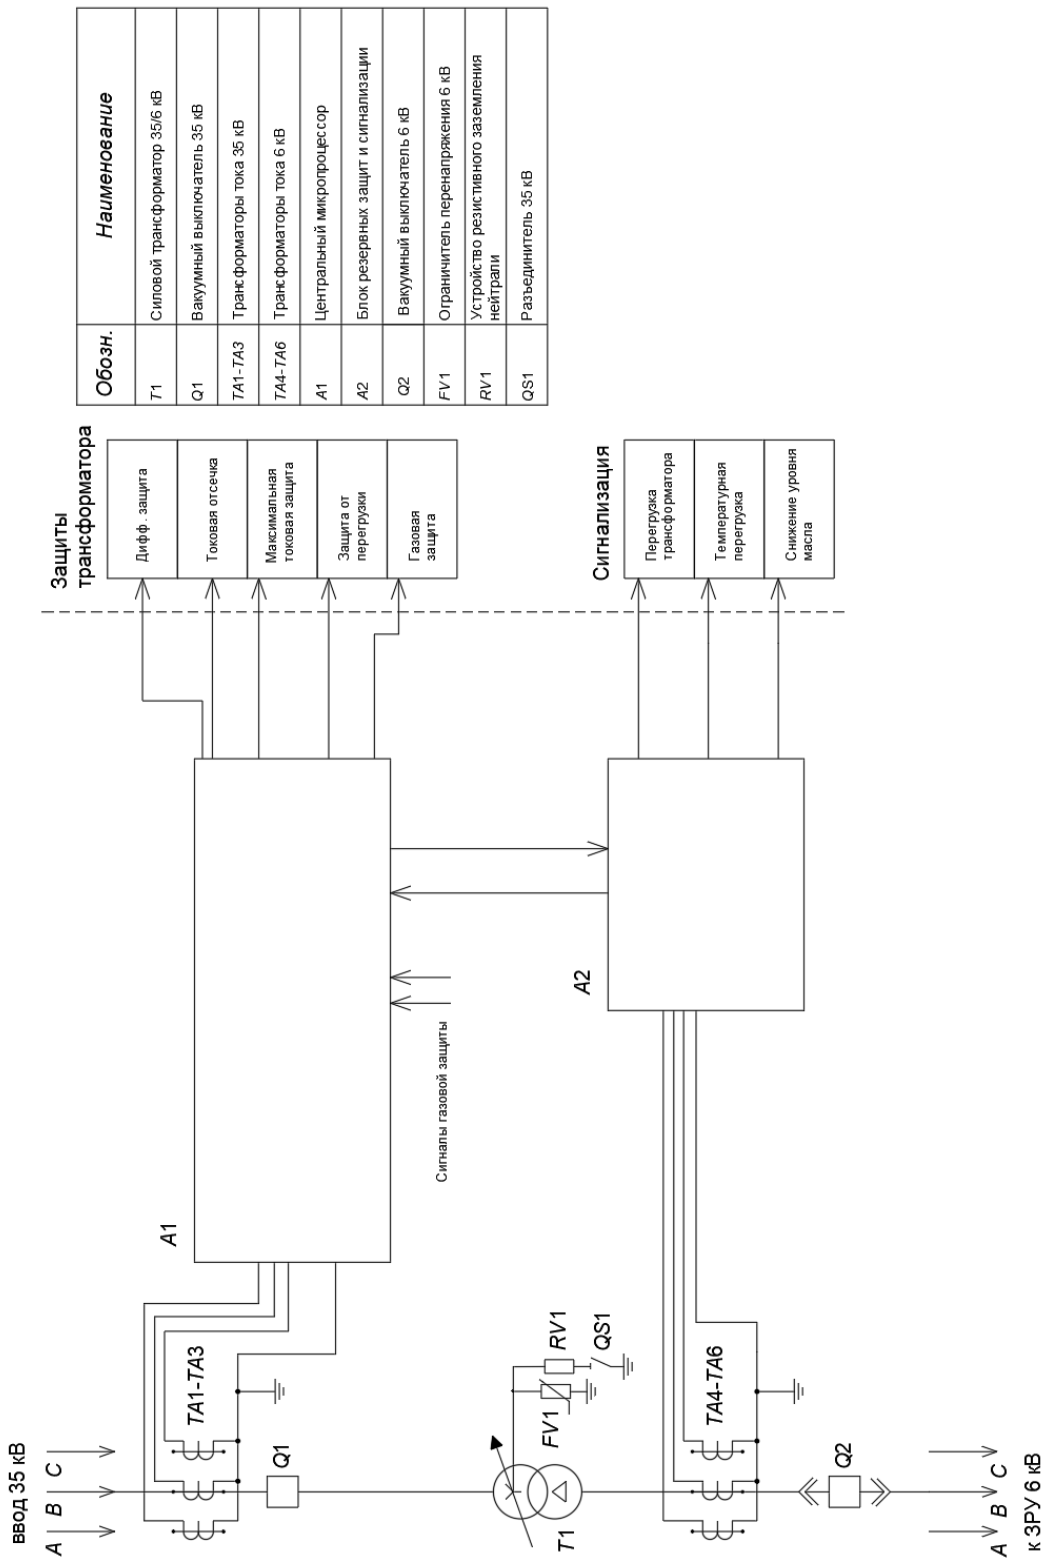 ввод 35 кВ
A B C
TA1-TA3
Q1
T1
FV1
RV1
QS1
TA4-TA6
Q2
A B C
к ЗРУ 6 кВ
A1
Сигналы газовой защиты
A2
Защиты
трансформатора
Дифф. защита
Токовая отсечка
Максимальная
токовая защита
Защита от
перегрузки
Газовая
защита
Сигнализация
Перегрузка
трансформатора
Температурная
перегрузка
Снижение уровня
масла
Обозн. Наименование
T1 Силовой трансформатор 35/6 кВ
Q1 Вакуумный выключатель 35 кВ
TA1-TA3 Трансформаторы тока 35 кВ
TA4-TA6 Трансформаторы тока 6 кВ
A1 Центральный микропроцессор
A2 Блок резервных защит и сигнализации
Q2 Вакуумный выключатель 6 кВ
FV1 Ограничитель перенапряжения 6 кВ
RV1 Устройство резистивного заземления
нейтрали
QS1 Разъединитель 35 кВ